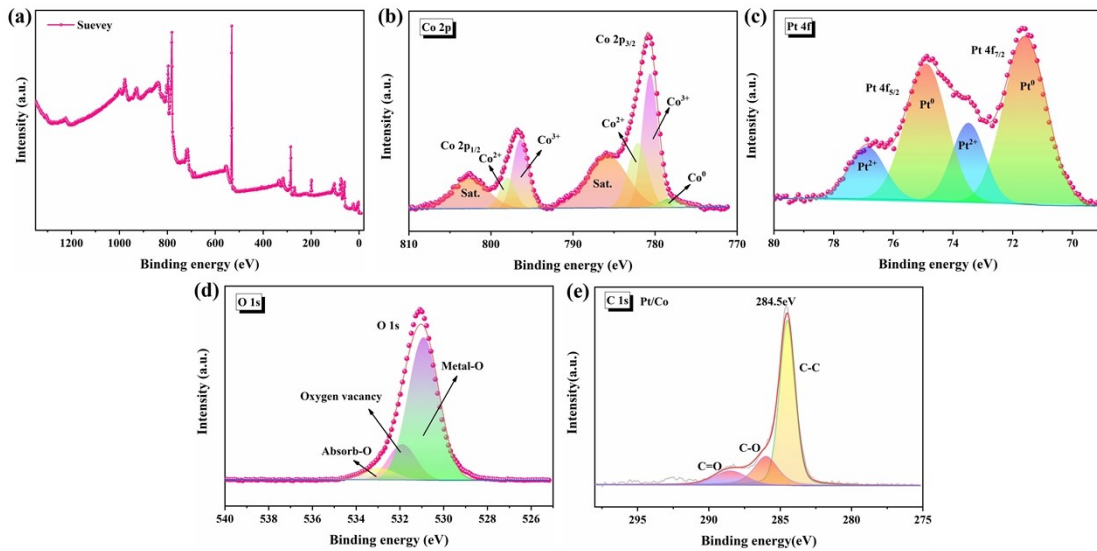 (a)
Suevey
Intensity (a.u.)
1200 1000 800 600 400 200 0
Binding energy (eV)
(b)
Co 2p
Co 2p3/2
Co3+
Co2+
Co 2p1/2
Co2+
Co3+
Sat.
Sat.
Co0
Intensity (a.u.)
810 800 790 780 770
Binding energy (eV)
(c)
Pt 4f
Pt 4f7/2
Pt 4f5/2
Pt0
Pt0
Pt2+
Pt2+
Intensity (a.u.)
80 78 76 74 72 70
Binding energy (eV)
(d)
O 1s
O 1s
Metal-O
Oxygen vacancy
Absorb-O
Intensity (a.u.)
540 538 536 534 532 530 528 526
Binding energy (eV)
(e)
C 1s Pt/Co
284.5eV
C-C
C-O
C=O
Intensity(a.u.)
295 290 285 280 275
Binding energy(eV)